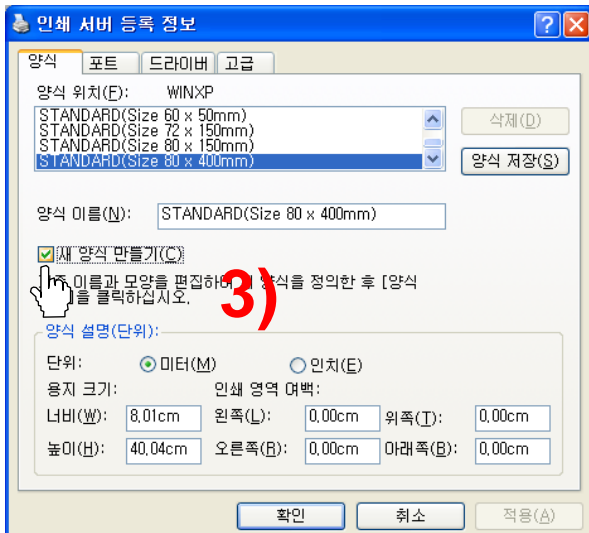 인쇄 서버 등록 정보
양식 포트 드라이버 고급
양식 위치(F): WINXP
STANDARD(Size 60 x 50mm)
STANDARD(Size 72 x 150mm)
STANDARD(Size 80 x 150mm)
STANDARD(Size 80 x 400mm)
삭제(D)
양식 저장(S)
양식 이름(N): STANDARD(Size 80 x 400mm)
새 양식 만들기(C)
이름과 모양을 편집하여 양식을 정의한 후 [양식
을 클릭하십시오.
3)
양식 설명(단위):
단위: 미터(M) 인치(E)
용지 크기: 인쇄 영역 여백:
너비(W): 8,01cm 왼쪽(L): 0,00cm 위쪽(T): 0,00cm
높이(H): 40,04cm 오른쪽(R): 0,00cm 아래쪽(B): 0,00cm
확인 취소 적용(A)